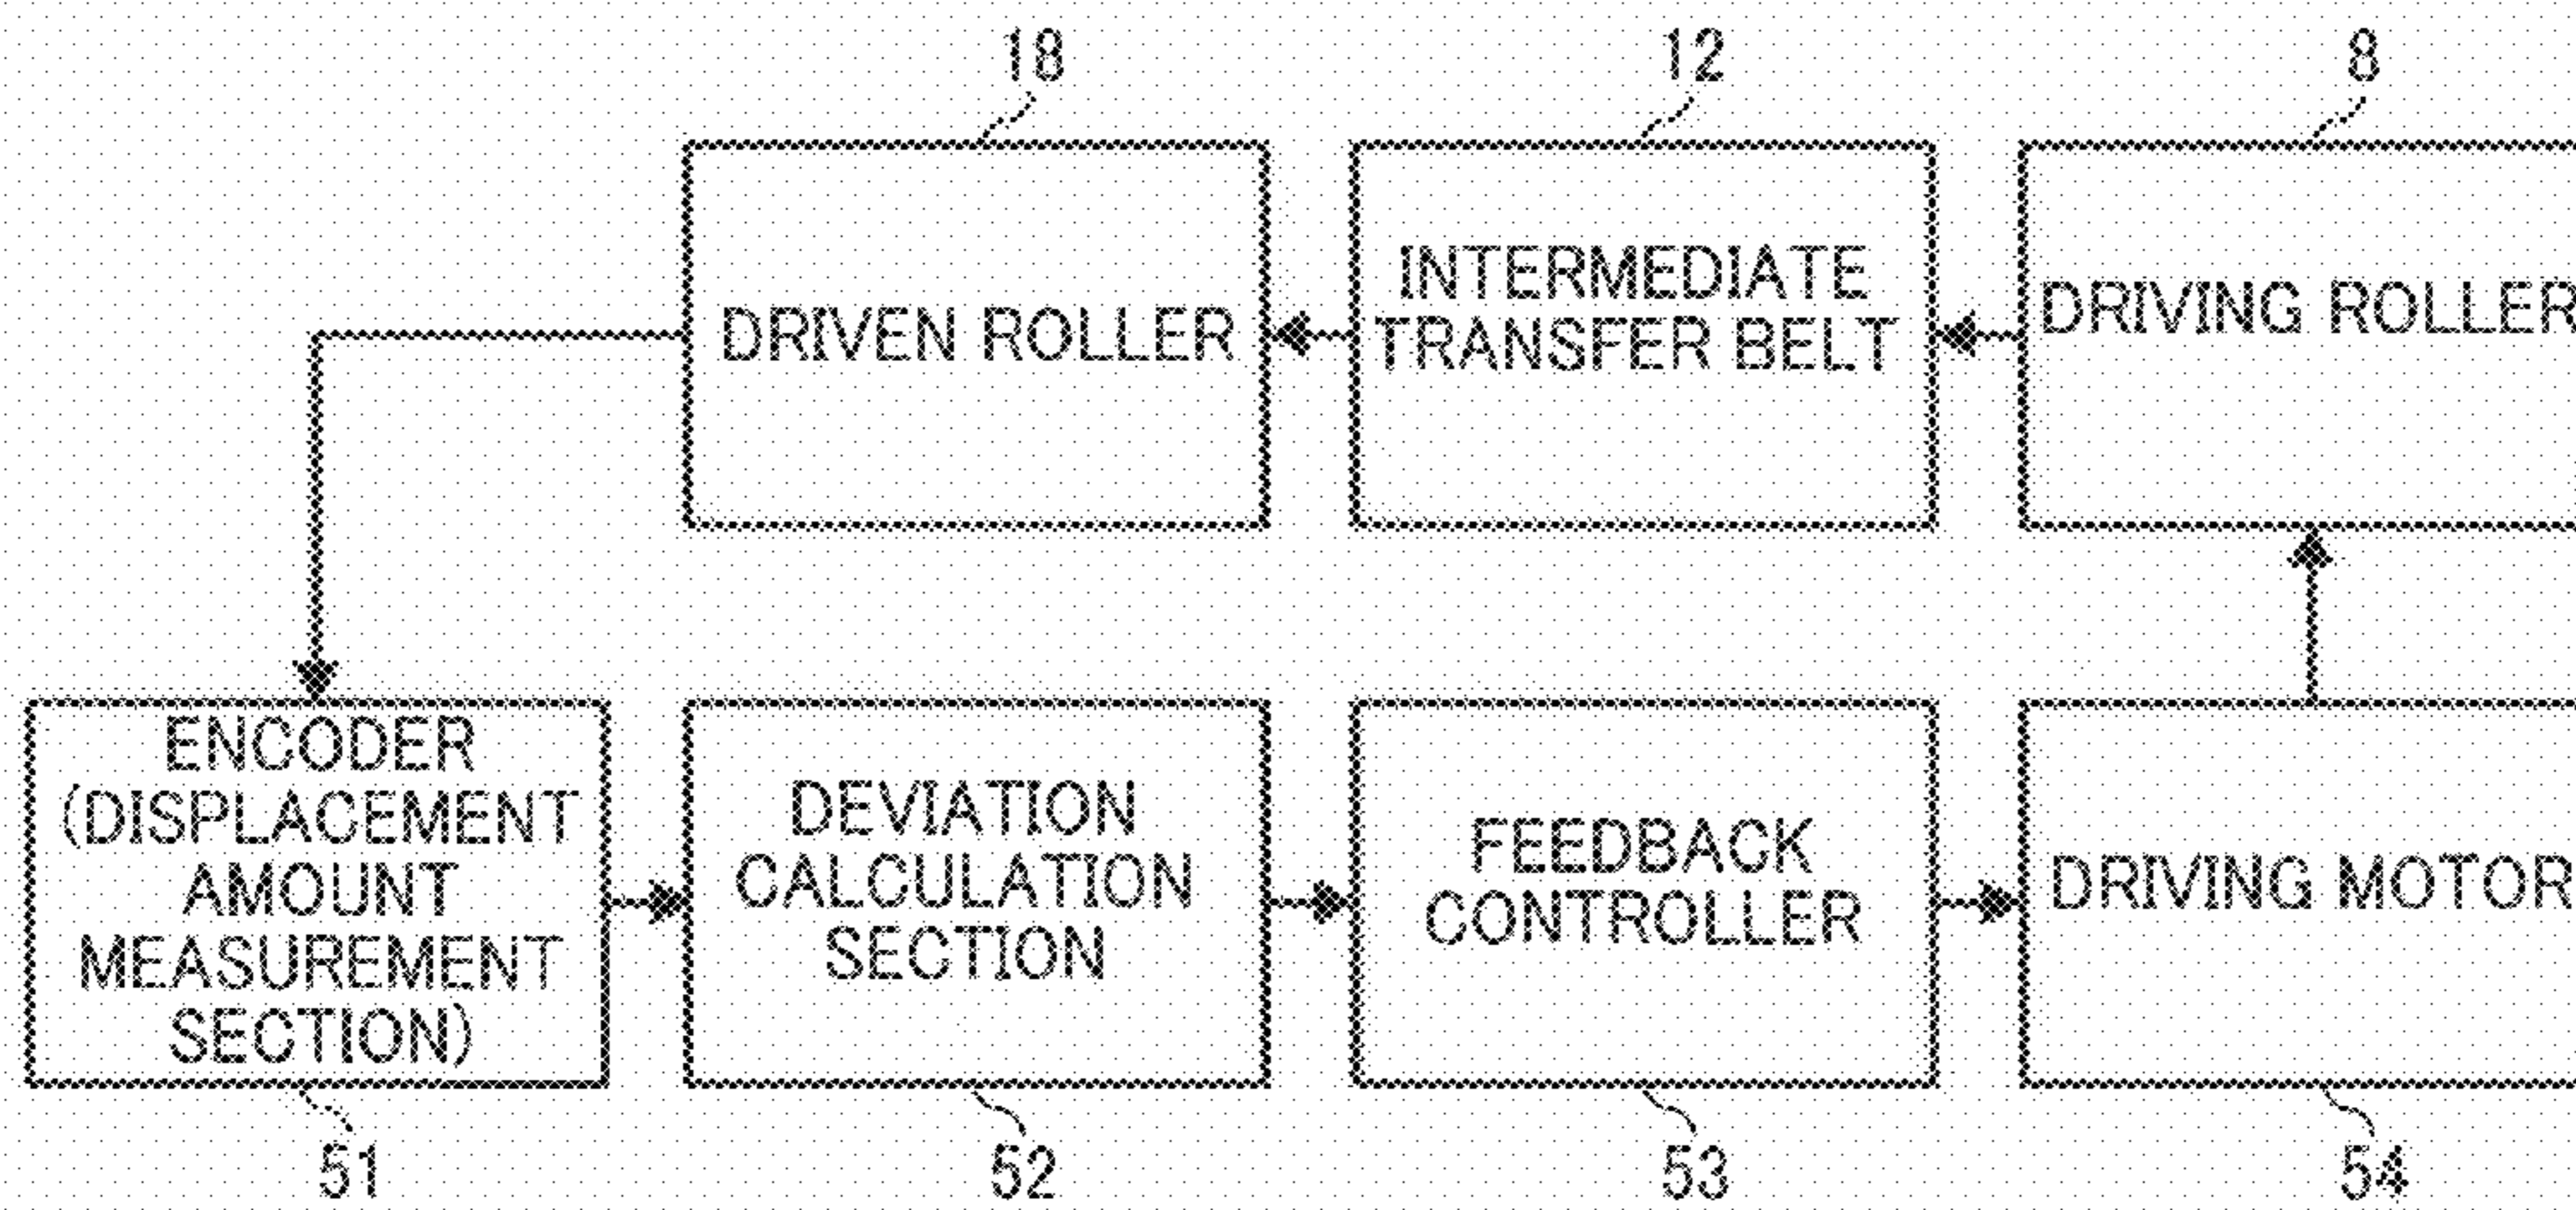 18
12
8
DRIVEN ROLLER
INTERMEDIATE
TRANSFER BELT
DRIVING ROLLER
ENCODER
(DISPLACEMENT
AMOUNT
MEASUREMENT
SECTION)
DEVIATION
CALCULATION
SECTION
FEEDBACK
CONTROLLER
DRIVING MOTOR
51
52
53
54